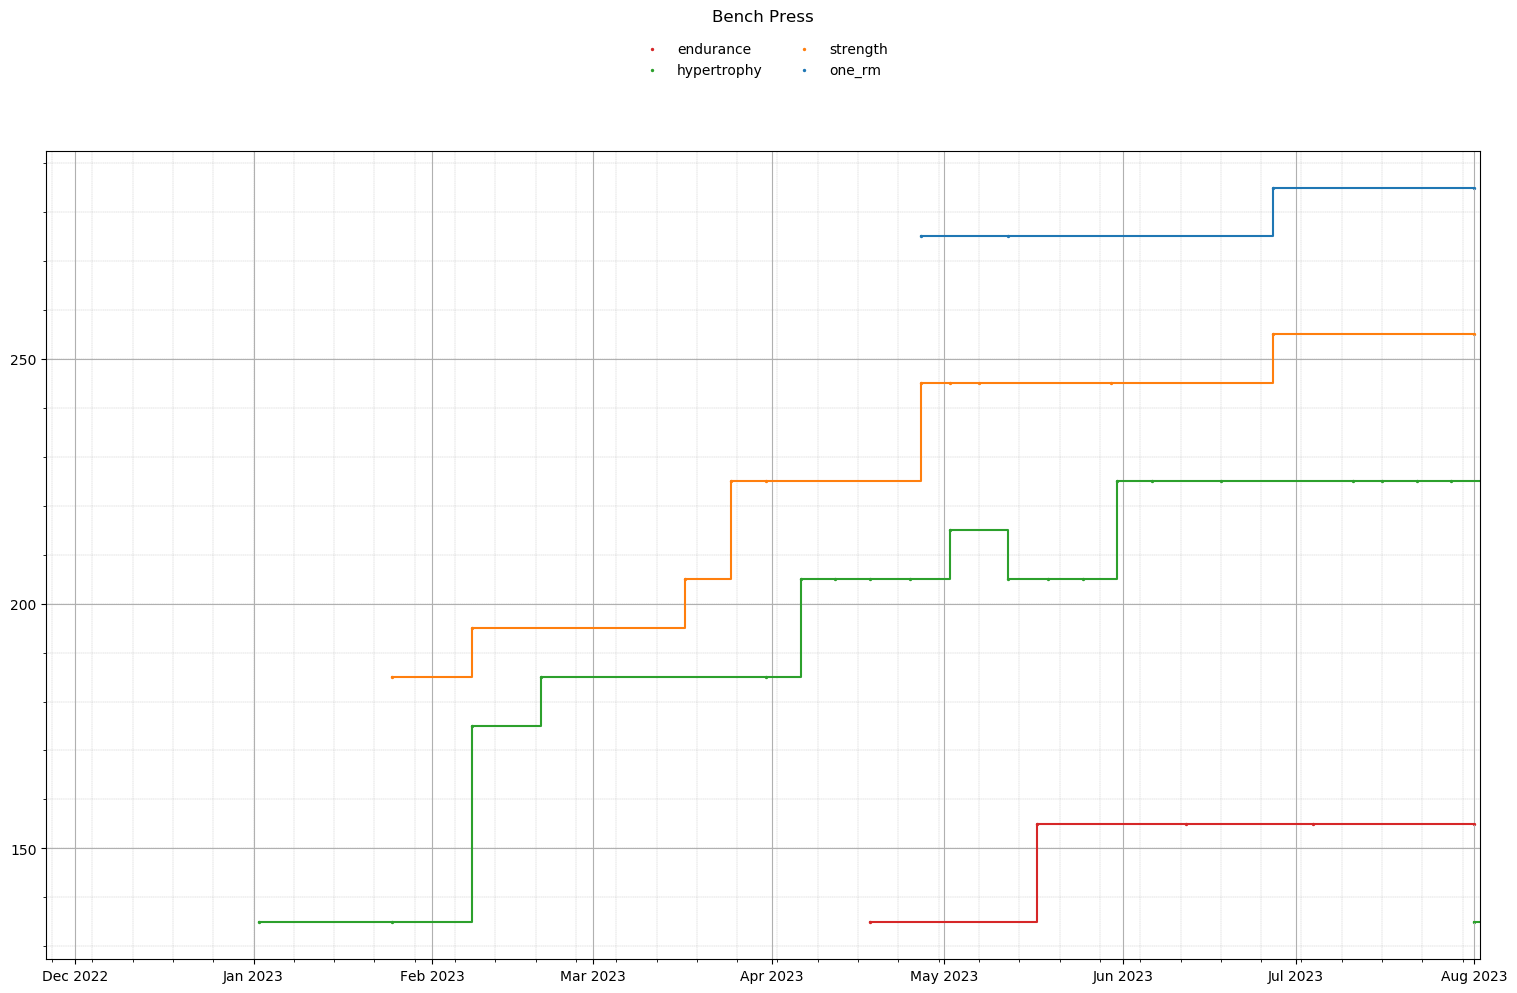 Bench Press
endurance strength
hypertrophy one_rm
250
200
150
Dec 2022 Jan 2023 Feb 2023 Mar 2023 Apr 2023 May 2023 Jun 2023 Jul 2023 Aug 2023